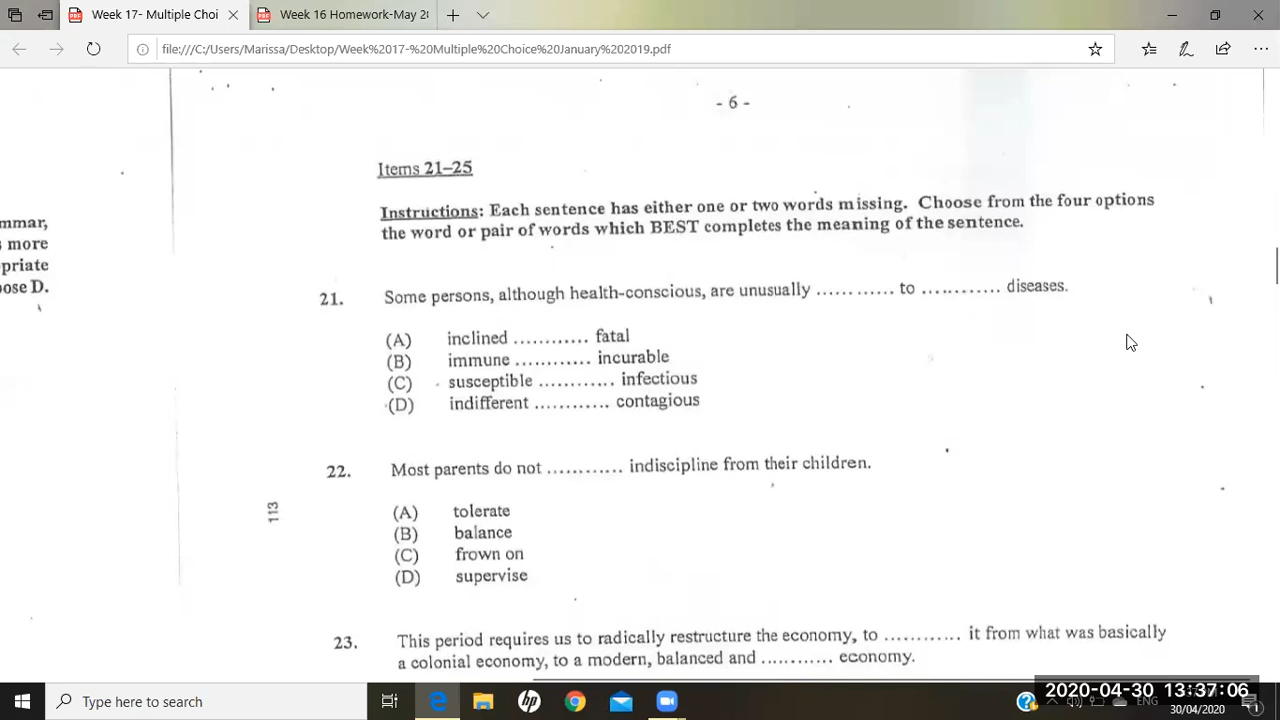 Week 17- Multiple Choi
Week 16 Homework-May 2
file:///C:/Users/Marissa/Desktop/Week%2017-%20Multiple%20Choice%20January%202019.pdf
- 6 -
mmar,
more
priate
ose D.
Items 21–25
Instructions: Each sentence has either one or two words missing. Choose from the four options
the word or pair of words which BEST completes the meaning of the sentence.
21. Some persons, although health-conscious, are unusually ............ to ............ diseases.
(A) inclined ............ fatal
(B) immune ............ incurable
(C) susceptible ............ infectious
(D) indifferent ............ contagious
22. Most parents do not ............ indiscipline from their children.
(A) tolerate
(B) balance
(C) frown on
(D) supervise
113
23. This period requires us to radically restructure the economy, to ............ it from what was basically
a colonial economy, to a modern, balanced and ............ economy.
Type here to search
2020-04-30 13:37:06
ENG
30/04/2020